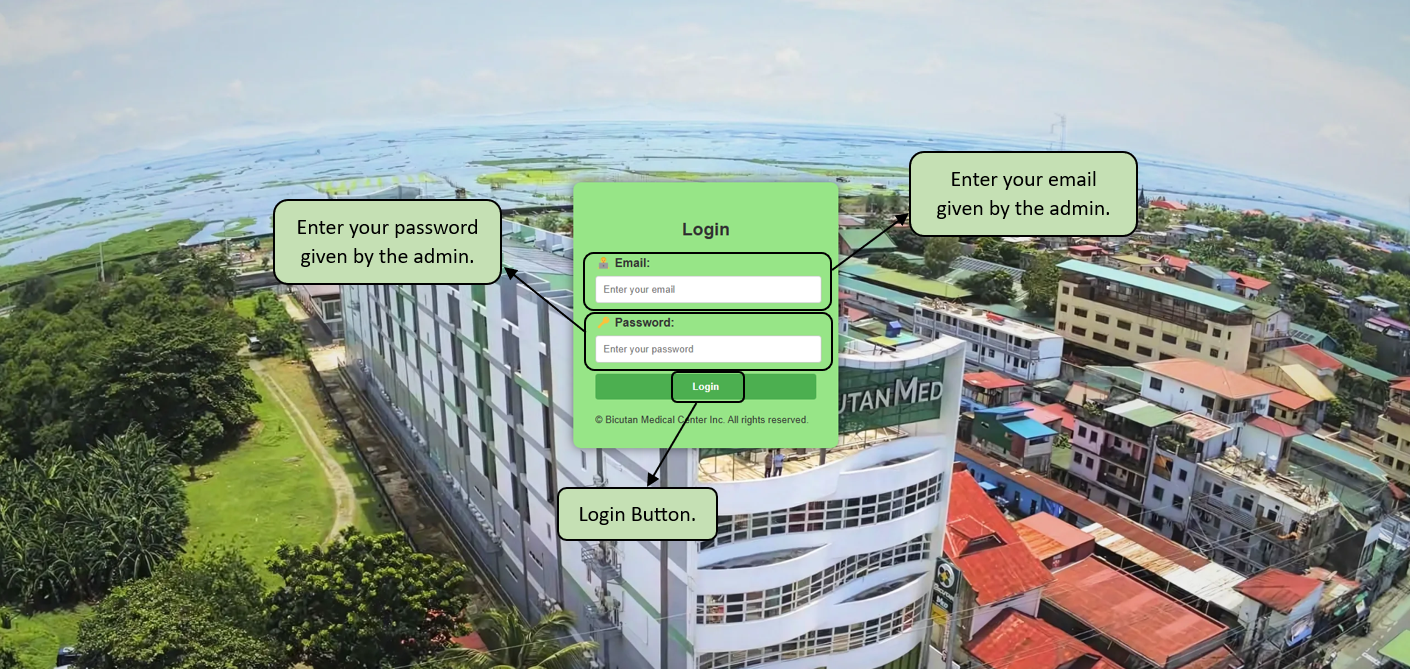 Enter your email
given by the admin.
Enter your password
given by the admin.
Login
Email:
Enter your email
Password:
Enter your password
Login
© Bicutan Medical Center Inc. All rights reserved.
UTAN MED
Login Button.